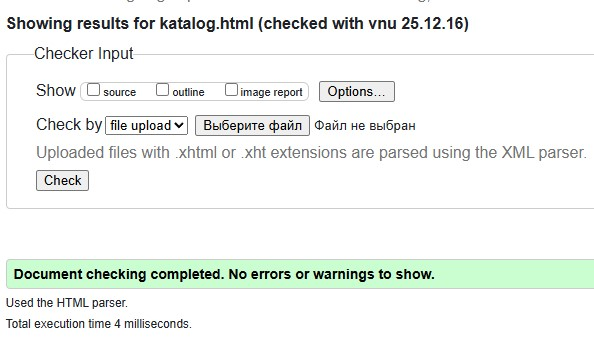 Showing results for katalog.html (checked with vnu 25.12.16)
Checker Input
Show source outline image report Options...
Check by file upload Выберите файл Файл не выбран
Uploaded files with .xhtml or .xht extensions are parsed using the XML parser.
Check
Document checking completed. No errors or warnings to show.
Used the HTML parser.
Total execution time 4 milliseconds.